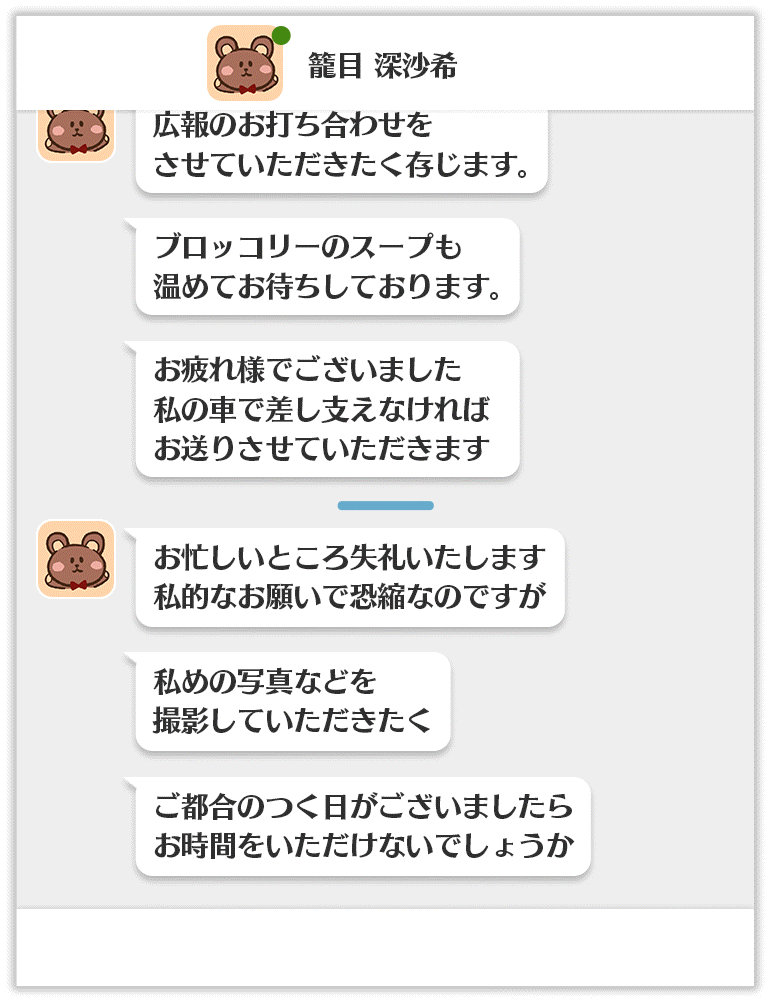 籠目 深沙希
広報のお打ち合わせを
させていただきたく存じます。
ブロッコリーのスープも
温めてお待ちしております。
お疲れ様でございました
私の車で差し支えなければ
お送りさせていただきます
お忙しいところ失礼いたします
私的なお願いで恐縮なのですが
私めの写真などを
撮影していただきたく
ご都合のつく日がございましたら
お時間をいただけないでしょうか